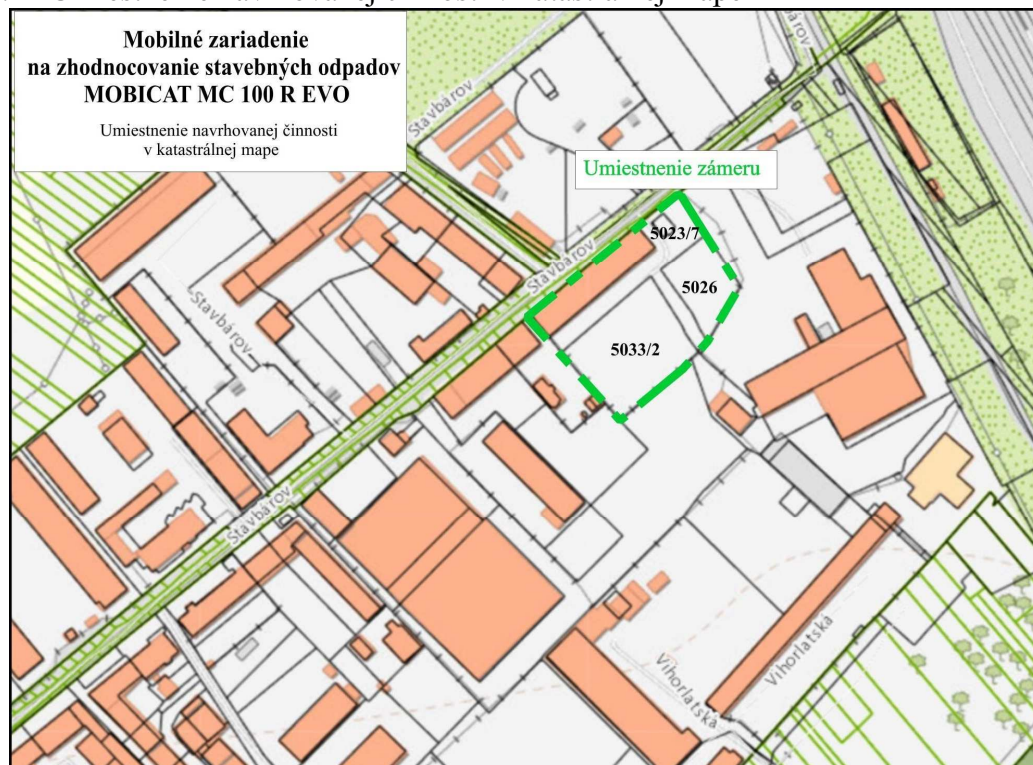 Mobilné zariadenie
na zhodnocovanie stavebných odpadov
MOBICAT MC 100 R EVO
Umiestnenie navrhovanej činnosti
v katastrálnej mape
Stavbárov
Umiestnenie zámeru
5023/7
Stavbárov
5026
Stavbárov
5033/2
Stavbárov
Vihorlatská
Vihorlatská